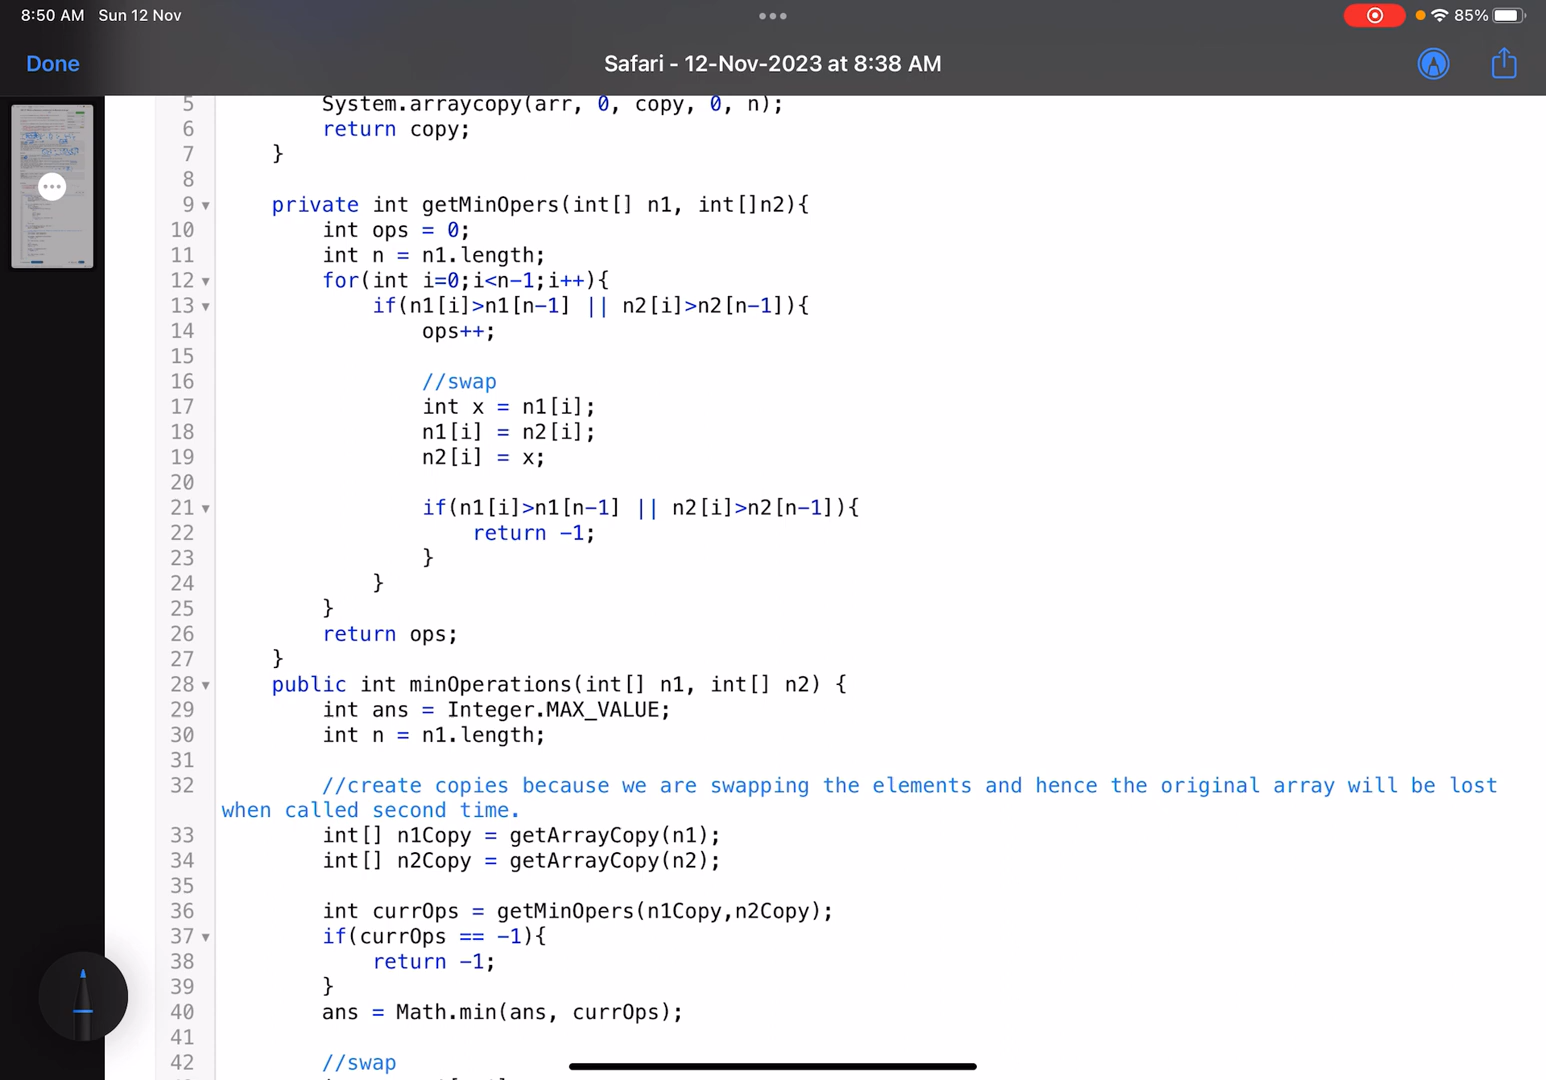 8:50 AM Sun 12 Nov
85%
Done
Safari - 12-Nov-2023 at 8:38 AM
5 System.arraycopy(arr, 0, copy, 0, n);
6 return copy;
7 }
8
9 private int getMinOpers(int[] n1, int[]n2){
10 int ops = 0;
11 int n = n1.length;
12 for(int i=0;i<n-1;i++){
13 if(n1[i]>n1[n-1] || n2[i]>n2[n-1]){
14 ops++;
15
16 //swap
17 int x = n1[i];
18 n1[i] = n2[i];
19 n2[i] = x;
20
21 if(n1[i]>n1[n-1] || n2[i]>n2[n-1]){
22 return -1;
23 }
24 }
25 }
26 return ops;
27 }
28 public int minOperations(int[] n1, int[] n2) {
29 int ans = Integer.MAX_VALUE;
30 int n = n1.length;
31
32 //create copies because we are swapping the elements and hence the original array will be lost
when called second time.
33 int[] n1Copy = getArrayCopy(n1);
34 int[] n2Copy = getArrayCopy(n2);
35
36 int currOps = getMinOpers(n1Copy,n2Copy);
37 if(currOps == -1){
38 return -1;
39 }
40 ans = Math.min(ans, currOps);
41
42 //swap